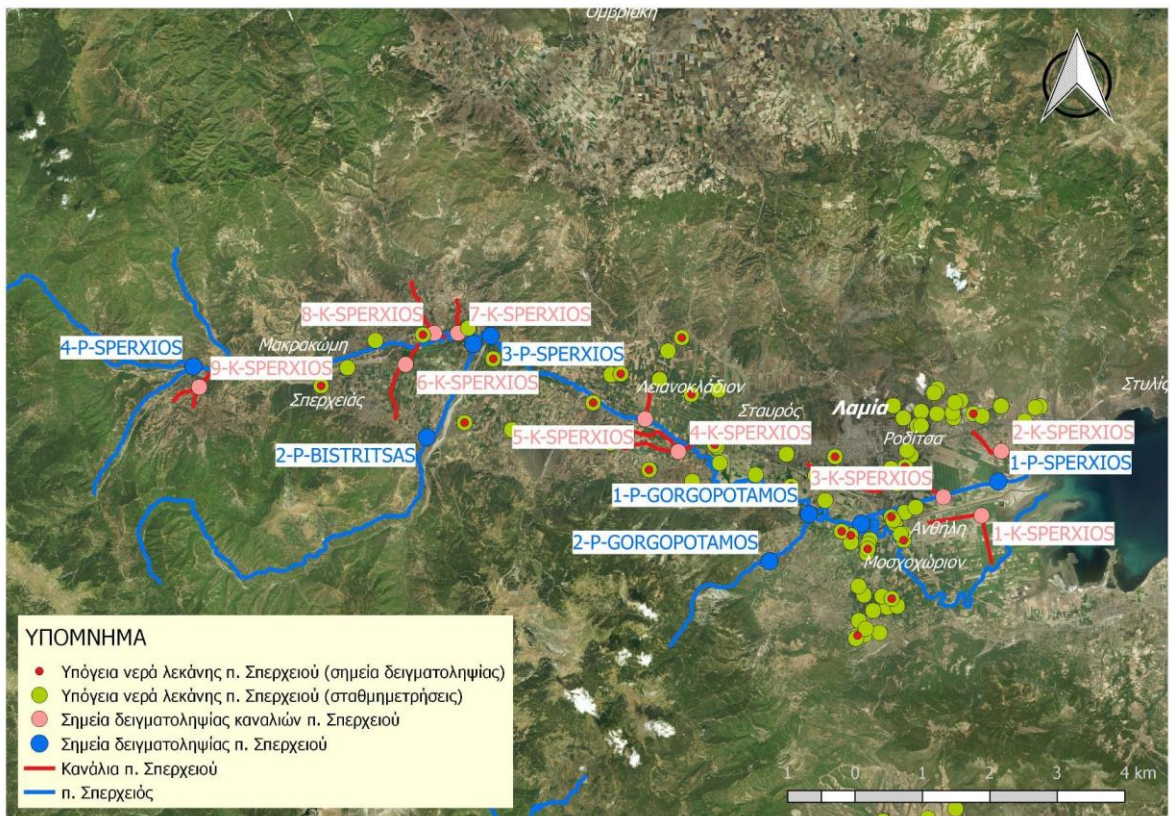 Ομβριακή
8-K-SPERXIOS
7-K-SPERXIOS
4-P-SPERXIOS
Μακρακώμη
3-P-SPERXIOS
9-K-SPERXIOS
6-K-SPERXIOS
Σπερχειάς
Λειανοκλάδιον
Στυλίς
Σταυρός
Λαμία
5-K-SPERXIOS
4-K-SPERXIOS
Ροδίτσα
2-K-SPERXIOS
2-P-BISTRITSAS
1-P-SPERXIOS
3-K-SPERXIOS
1-P-GORGOPOTAMOS
Ανθήλη
1-K-SPERXIOS
2-P-GORGOPOTAMOS
Μοσχοχώριον
ΥΠΟΜΝΗΜΑ
Υπόγεια νερά λεκάνης π. Σπερχειού (σημεία δειγματοληψίας)
Υπόγεια νερά λεκάνης π. Σπερχειού (σταθμημετρήσεις)
Σημεία δειγματοληψίας καναλιών π. Σπερχειού
Σημεία δειγματοληψίας π. Σπερχειού
Κανάλια π. Σπερχειού
π. Σπερχειός
1 0 1 2 3 4 km